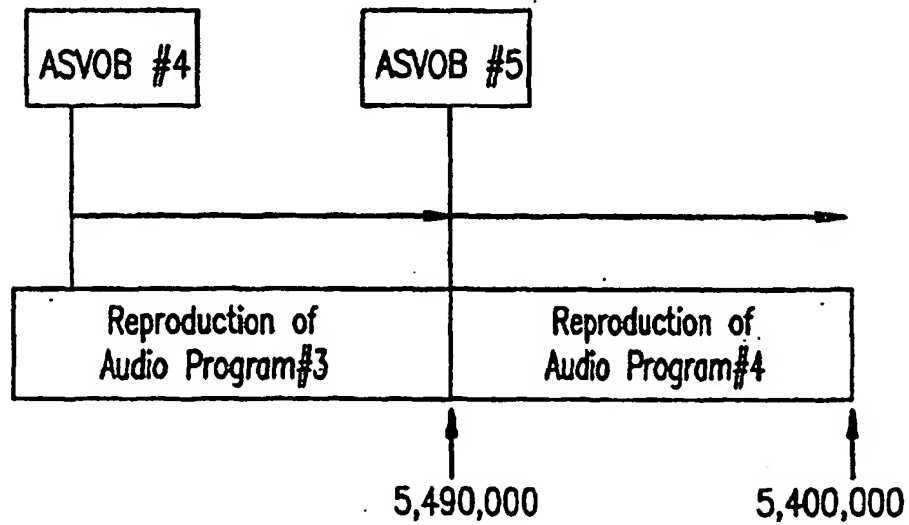 ASVOB #4
ASVOB #5
Reproduction of
Audio Program#3
Reproduction of
Audio Program#4
5,490,000
5,400,000